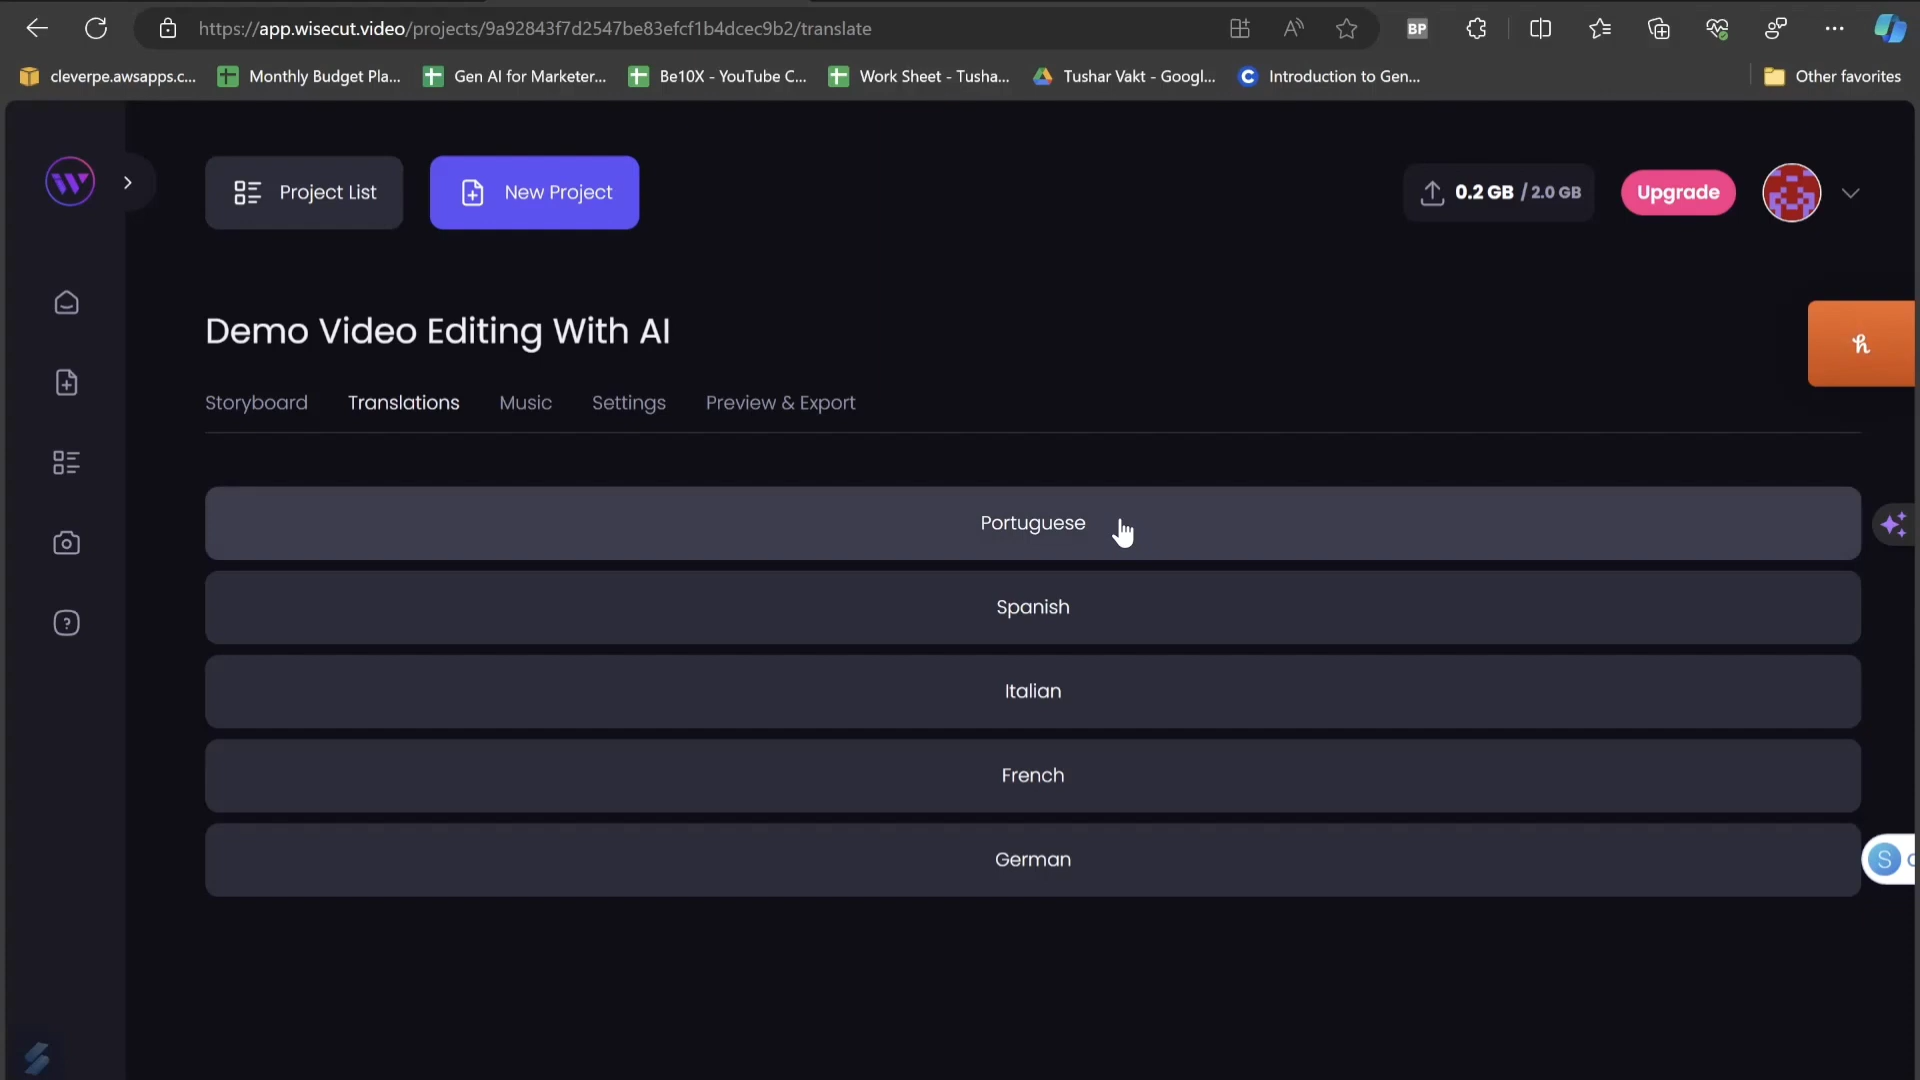 https://app.wisecut.video/projects/9a92843f7d2547be83efcf1b4dcec9b2/translate
BP
cleverpe.awsapps.c...
Monthly Budget Pla...
Gen AI for Marketer...
Be10X - YouTube C...
Work Sheet - Tusha...
Tushar Vakt - Googl...
Introduction to Gen...
Other favorites
Project List
New Project
0.2 GB / 2.0 GB
Upgrade
Demo Video Editing With AI
Storyboard
Translations
Music
Settings
Preview & Export
Portuguese
Spanish
Italian
French
German